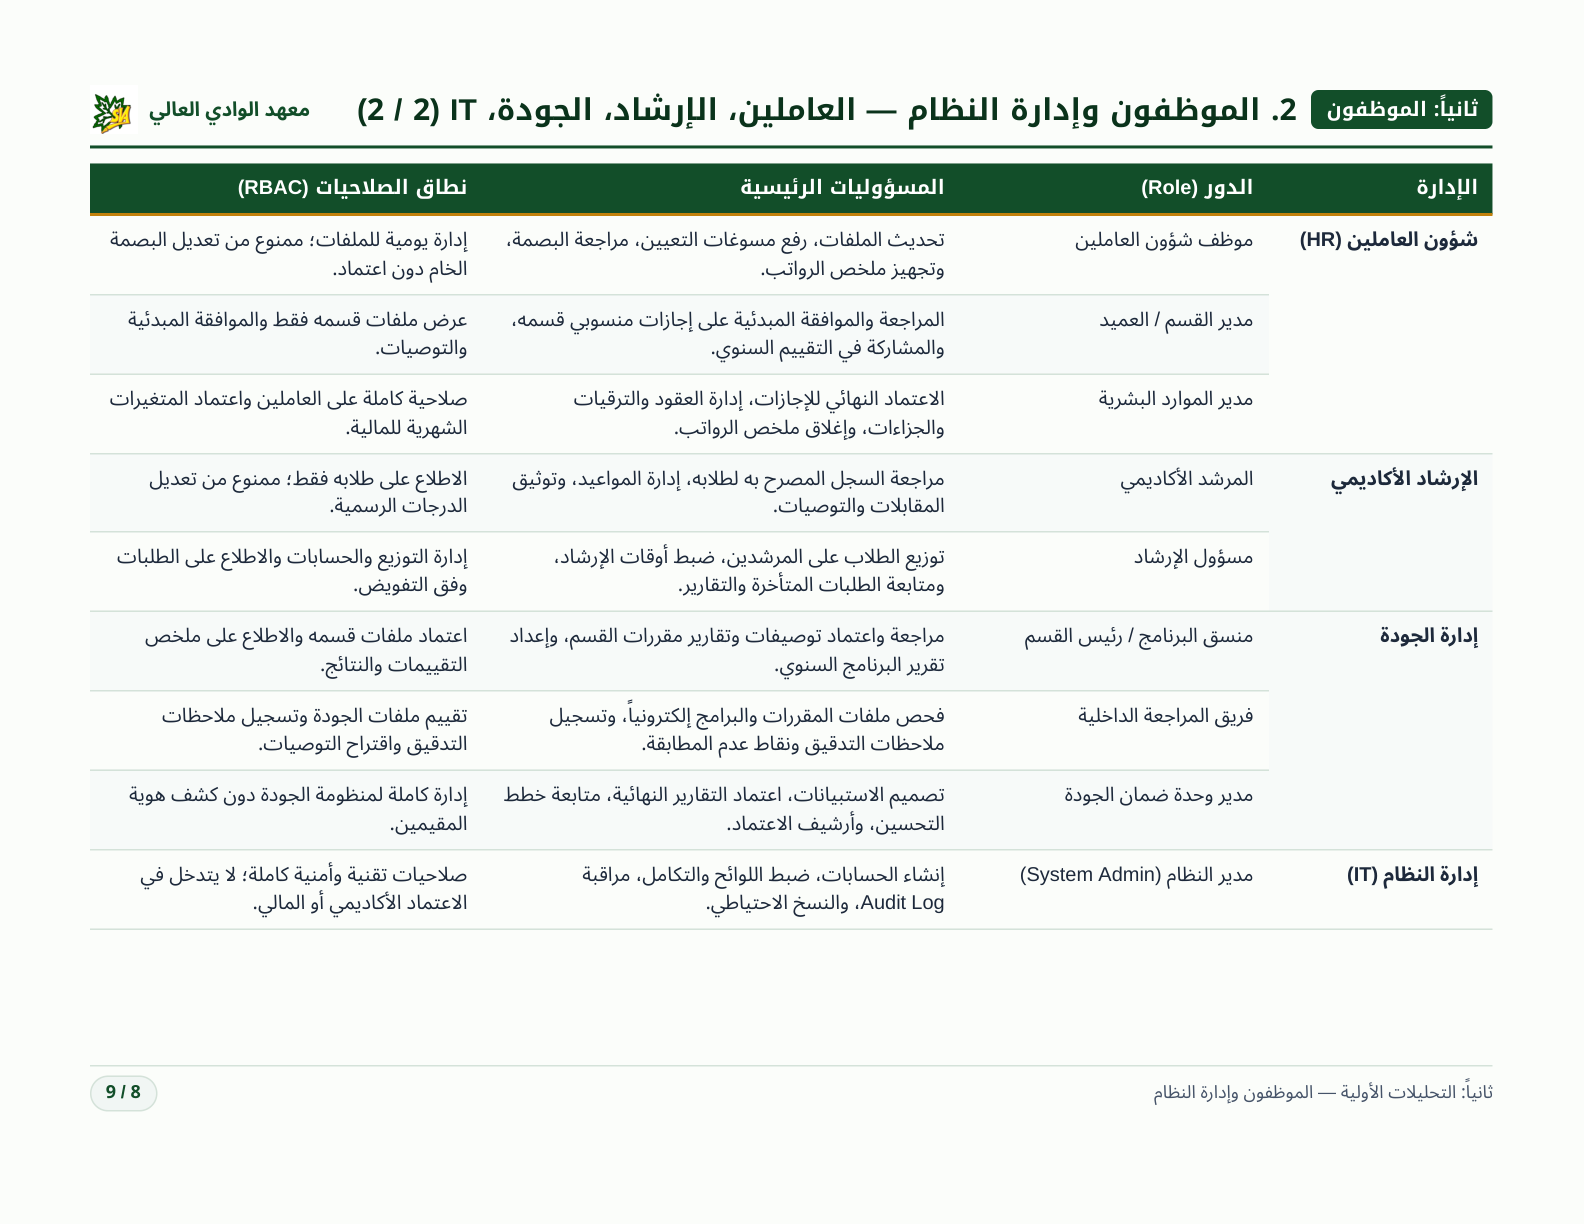 ثانياً: الموظفون
2. الموظفون وإدارة النظام — العاملين، الإرشاد، الجودة، IT (2 / 2)
معهد الوادي العالي
الإدارة
الدور (Role)
المسؤوليات الرئيسية
نطاق الصلاحيات (RBAC)
شؤون العاملين (HR)
موظف شؤون العاملين
تحديث الملفات، رفع مسوغات التعيين، مراجعة البصمة،
وتجهيز ملخص الرواتب.
إدارة يومية للملفات؛ ممنوع من تعديل البصمة
الخام دون اعتماد.
مدير القسم / العميد
المراجعة والموافقة المبدئية على إجازات منسوبي قسمه،
والمشاركة في التقييم السنوي.
عرض ملفات قسمه فقط والموافقة المبدئية
والتوصيات.
مدير الموارد البشرية
الاعتماد النهائي للإجازات، إدارة العقود والترقيات
والجزاءات، وإغلاق ملخص الرواتب.
صلاحية كاملة على العاملين واعتماد المتغيرات
الشهرية للمالية.
الإرشاد الأكاديمي
المرشد الأكاديمي
مراجعة السجل المصرح به لطلابه، إدارة المواعيد، وتوثيق
المقابلات والتوصيات.
الاطلاع على طلابه فقط؛ ممنوع من تعديل
الدرجات الرسمية.
مسؤول الإرشاد
توزيع الطلاب على المرشدين، ضبط أوقات الإرشاد،
ومتابعة الطلبات المتأخرة والتقارير.
إدارة التوزيع والحسابات والاطلاع على الطلبات
وفق التفويض.
إدارة الجودة
منسق البرنامج / رئيس القسم
مراجعة واعتماد توصيفات وتقارير مقررات القسم، وإعداد
تقرير البرنامج السنوي.
اعتماد ملفات قسمه والاطلاع على ملخص
التقييمات والنتائج.
فريق المراجعة الداخلية
فحص ملفات المقررات والبرامج إلكترونياً، وتسجيل
ملاحظات التدقيق ونقاط عدم المطابقة.
تقييم ملفات الجودة وتسجيل ملاحظات
التدقيق واقتراح التوصيات.
مدير وحدة ضمان الجودة
تصميم الاستبيانات، اعتماد التقارير النهائية، متابعة خطط
التحسين، وأرشيف الاعتماد.
إدارة كاملة لمنظومة الجودة دون كشف هوية
المقيمين.
إدارة النظام (IT)
مدير النظام (System Admin)
إنشاء الحسابات، ضبط اللوائح والتكامل، مراقبة
Audit Log، والنسخ الاحتياطي.
صلاحيات تقنية وأمنية كاملة؛ لا يتدخل في
الاعتماد الأكاديمي أو المالي.
ثانياً: التحليلات الأولية — الموظفون وإدارة النظام
9 / 8